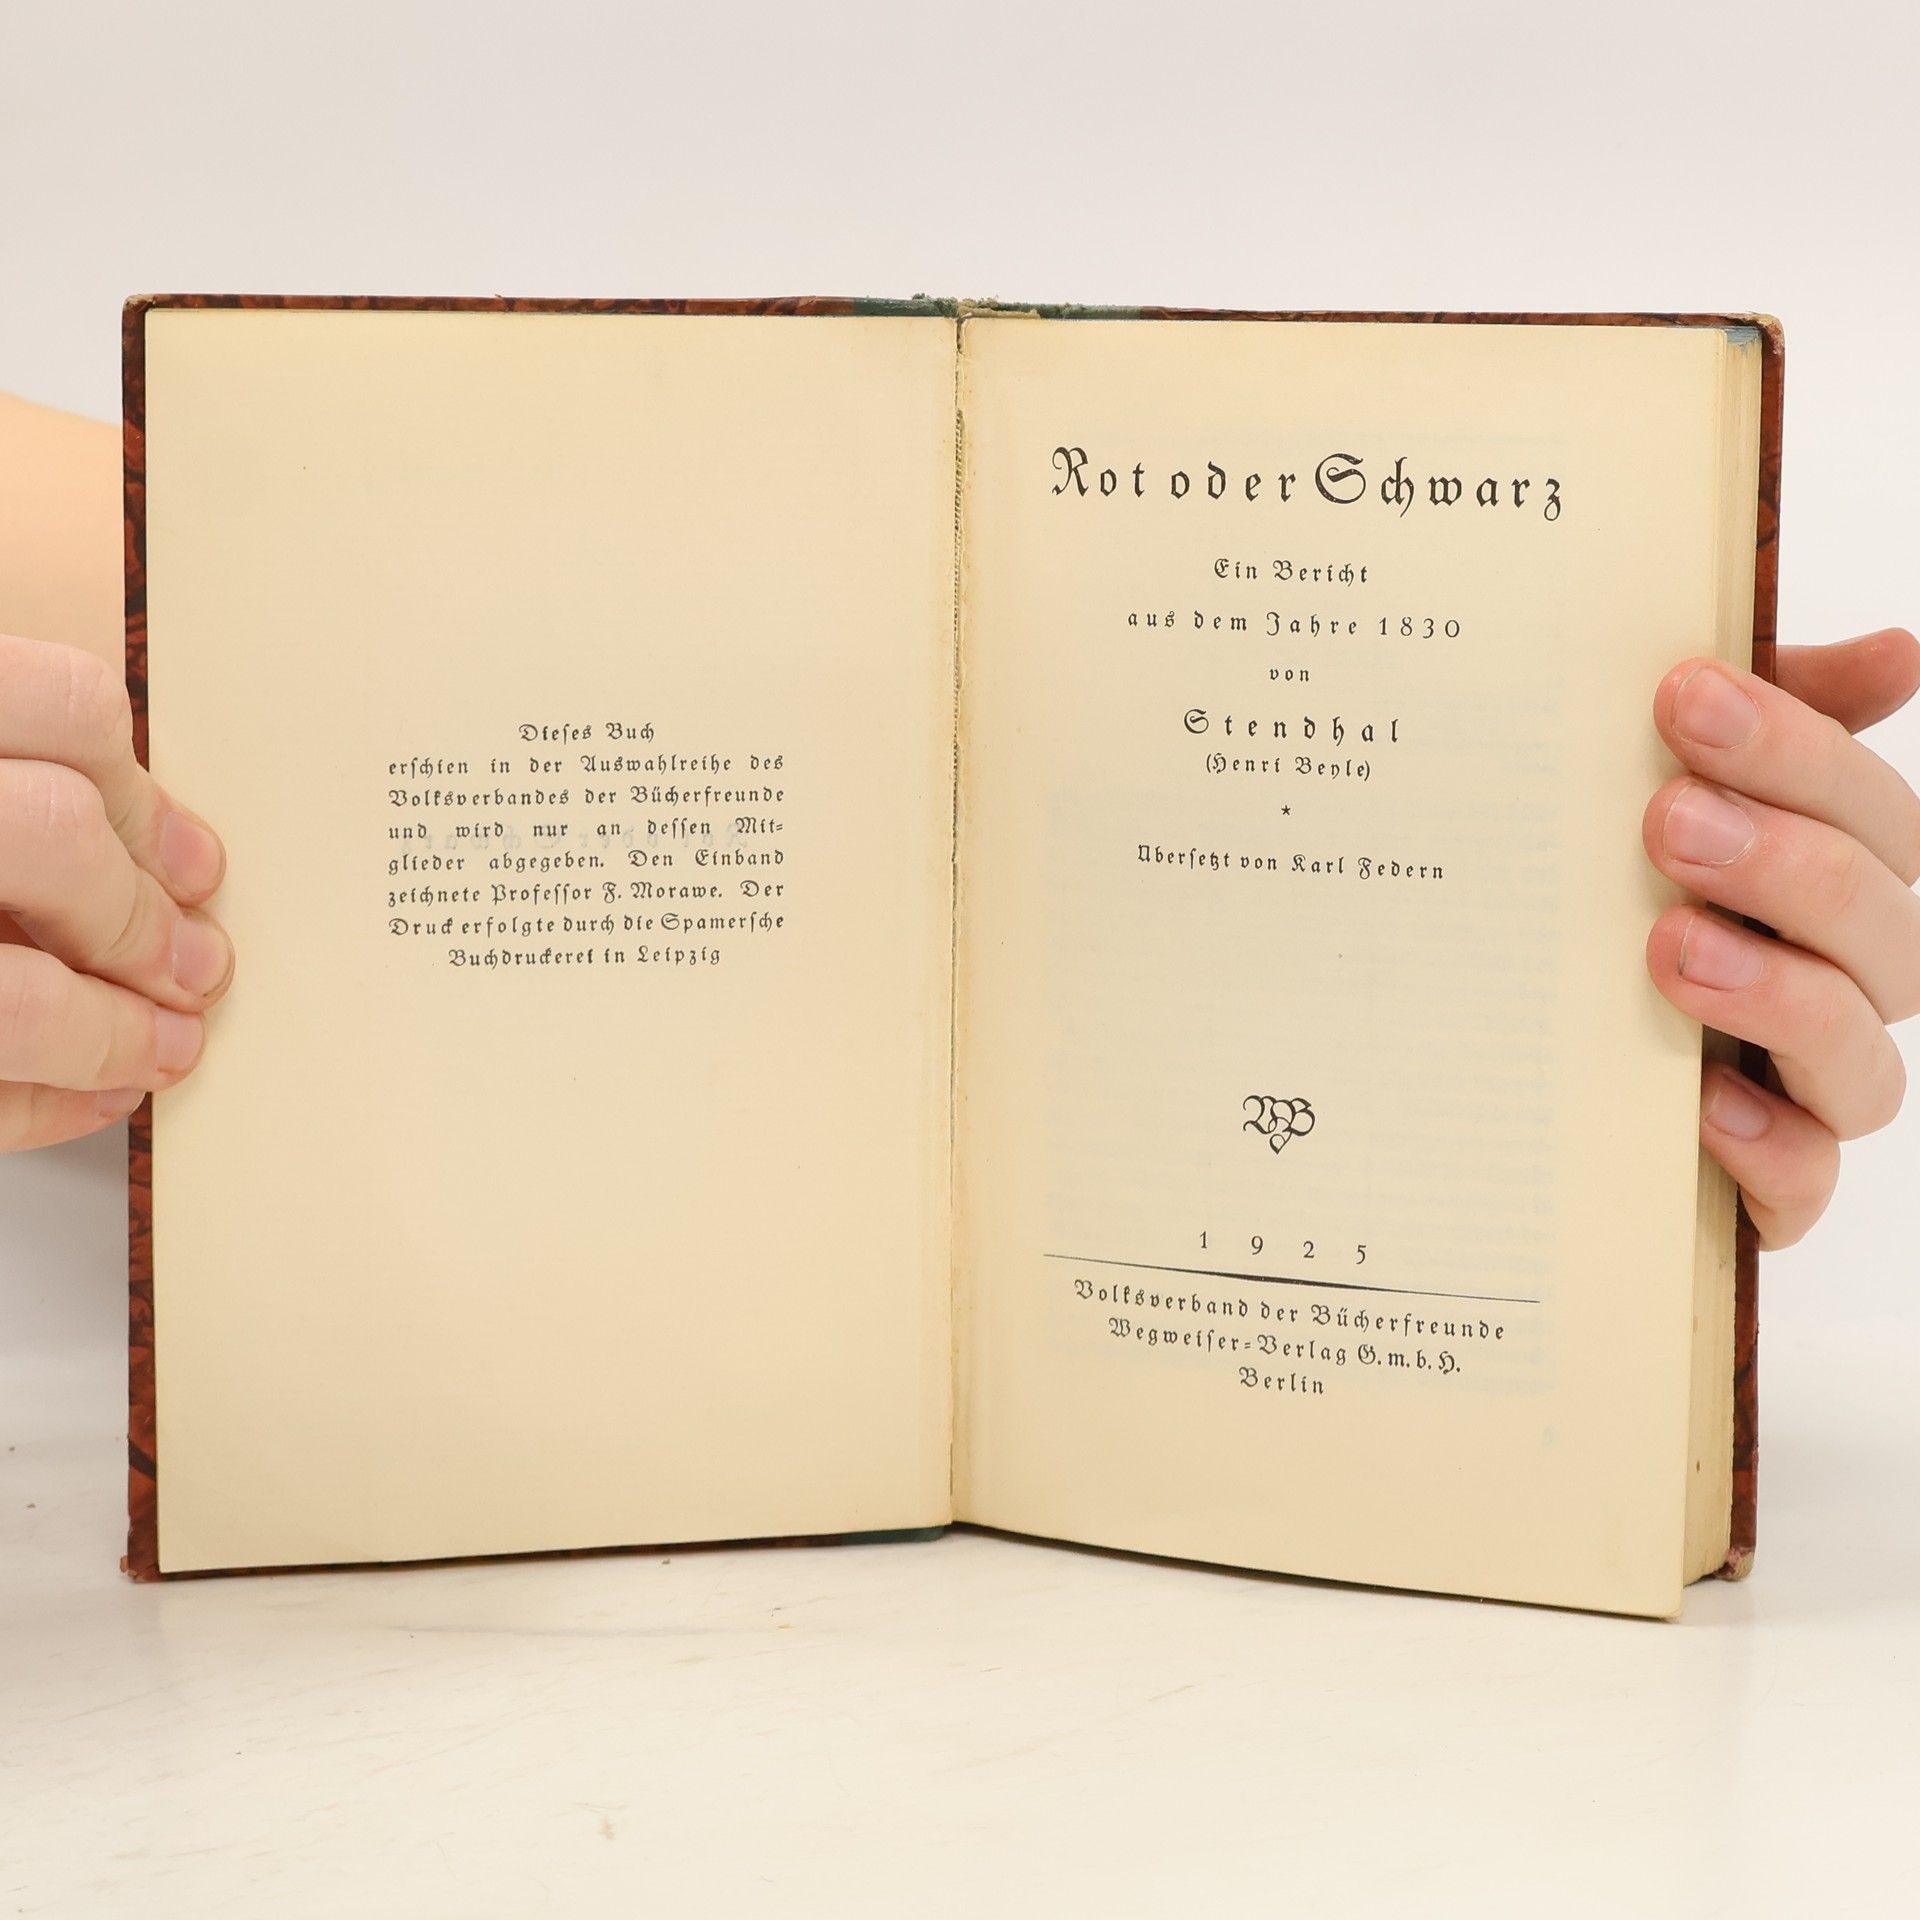 Dieſes Buch
erſchien in der Auswahlreihe des
Volksverbandes der Bücherfreunde
und wird nur an deſſen Mit⸗
glieder abgegeben. Den Einband
zeichnete Profeſſor F. Morawe. Der
Druck erfolgte durch die Spamerſche
Buchdruckerei in Leipzig
Rot oder Schwarz
Ein Bericht
aus dem Jahre 1830
von
Stendhal
(Henri Beyle)
*
Überſetzt von Karl Federn
VB
1925
Volksverband der Bücherfreunde
Wegweiſer⸗Verlag G.m.b.H.
Berlin